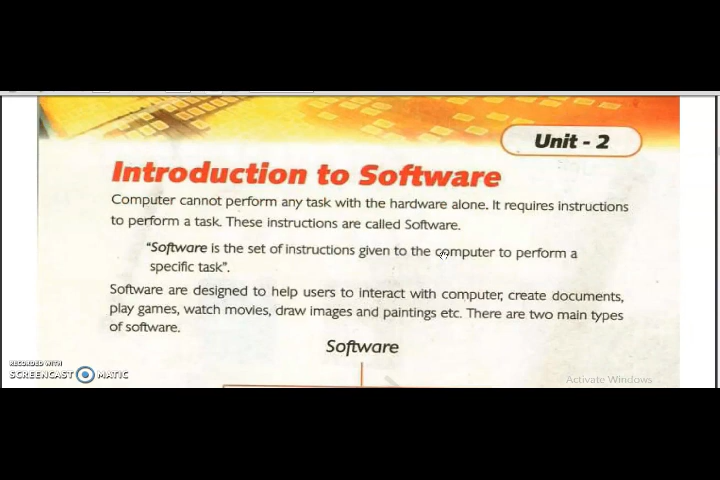 Unit - 2
Introduction to Software
Computer cannot perform any task with the hardware alone. It requires instructions
to perform a task. These instructions are called Software.
"Software is the set of instructions given to the computer to perform a
specific task".
Software are designed to help users to interact with computer, create documents,
play games, watch movies, draw images and paintings etc. There are two main types
of software.
Software
RECORDED WITH
SCREENCAST MATIC
Activate Windows